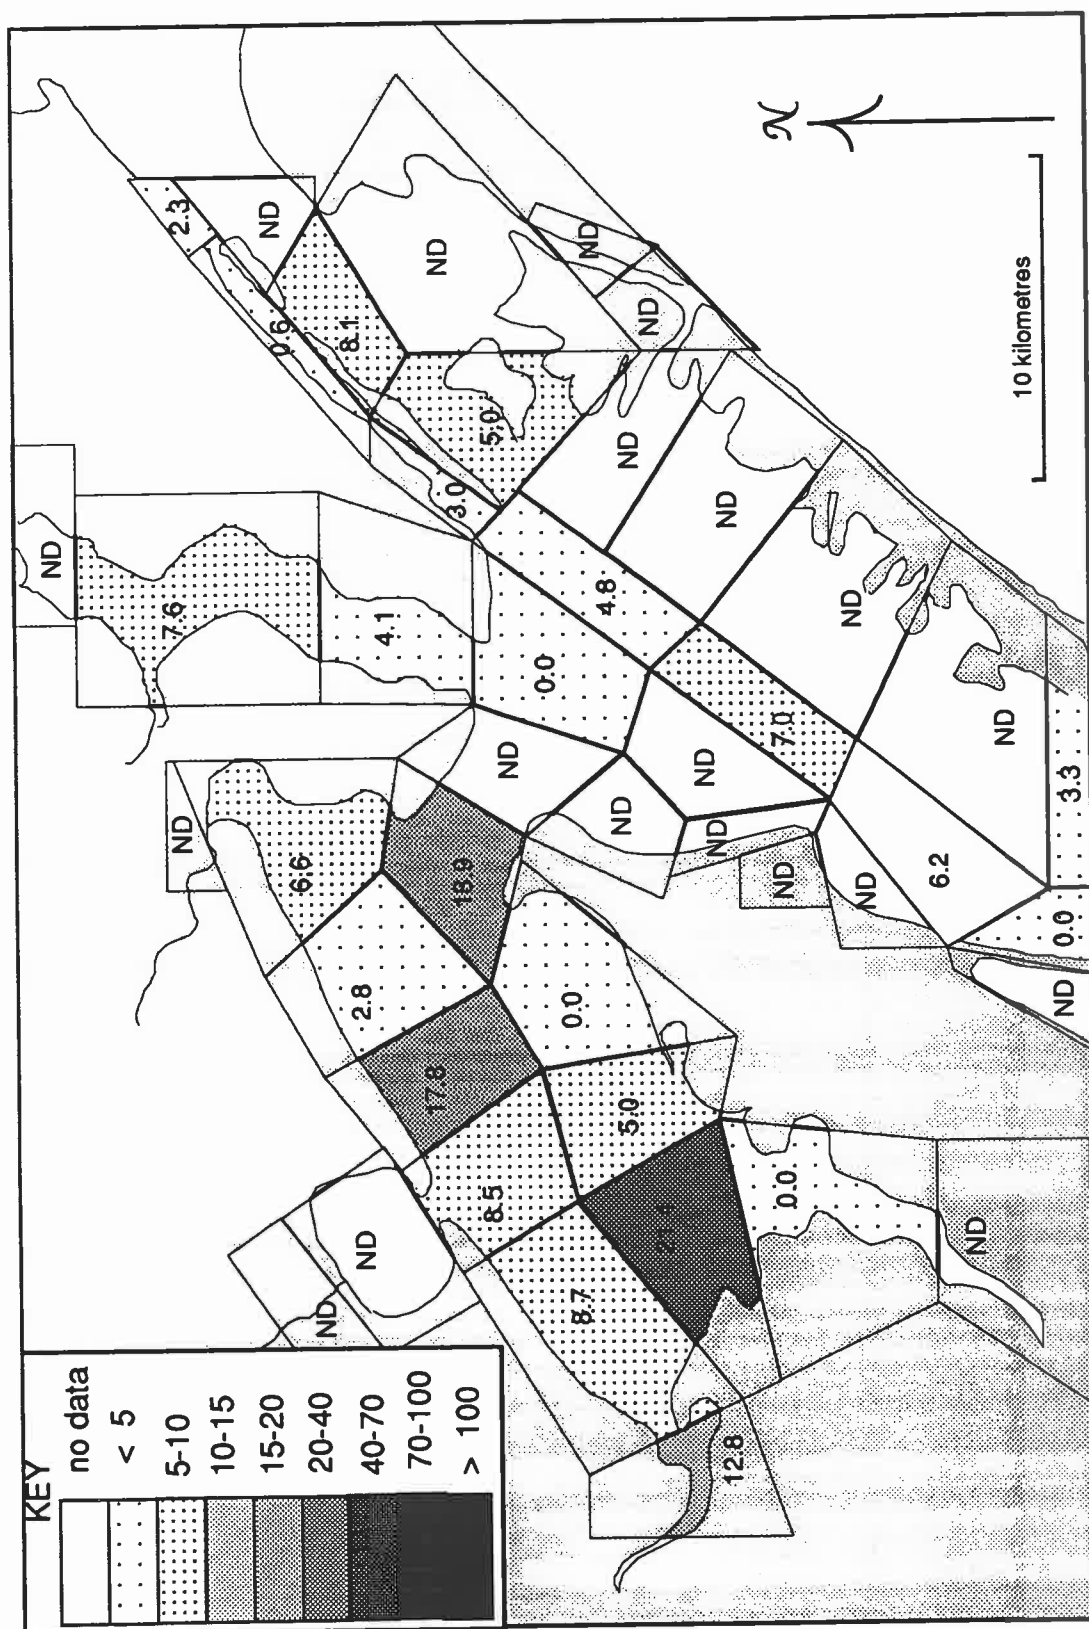 KEY
no data
< 5
5-10
10-15
15-20
20-40
40-70
70-100
> 100
N
10 kilometres
ND
7.6
4.1
2.3
0.6
ND
8.1
ND
3.0
5.0
ND
ND
ND
ND
6.6
ND
0.0
4.8
ND
2.8
18.9
ND
ND
7.0
ND
17.8
0.0
ND
ND
ND
6.2
ND
3.3
ND
ND
8.5
5.0
0.0
ND
8.7
0.0
ND
12.8